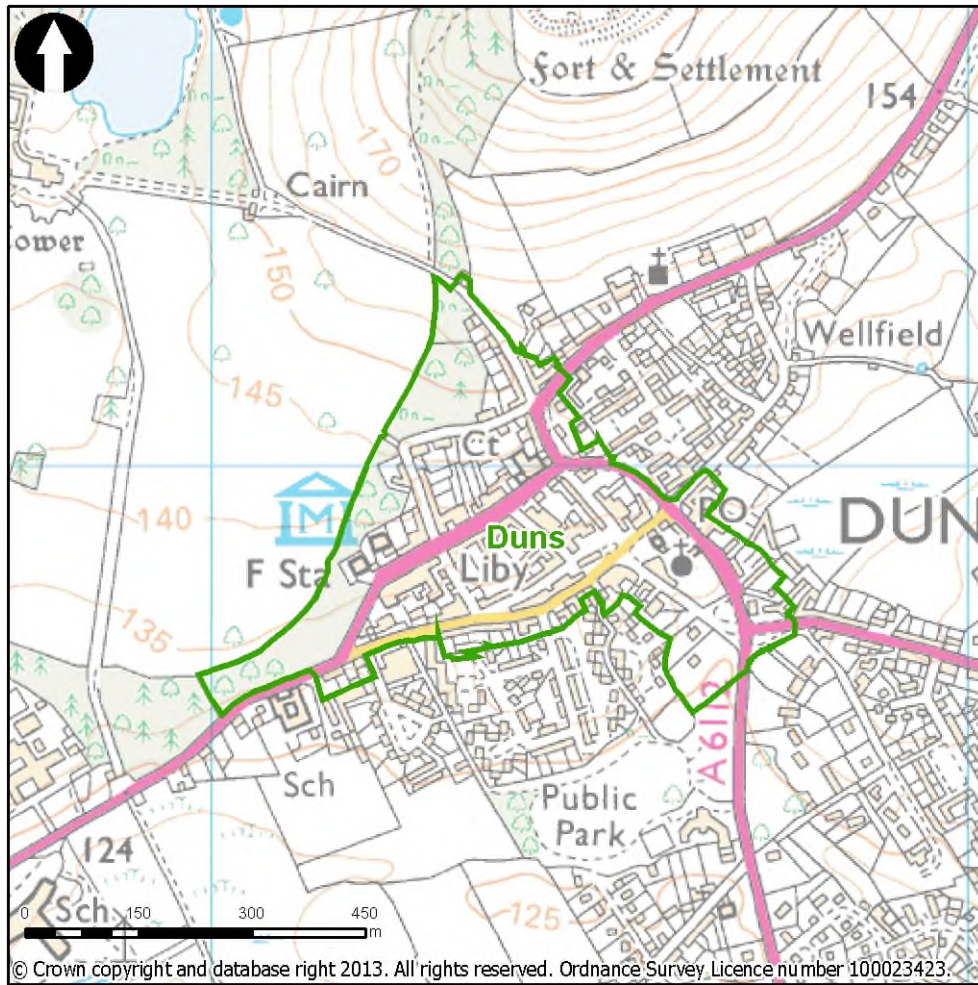 Fort & Settlement
154
170
Cairn
ower
150
Wellfield
145
Ct
M
140
PO
DUN
Duns
F Sta
Liby
135
A6112
Sch
Public
Park
124
125
Sch
0 150 300 450
m
© Crown copyright and database right 2013. All rights reserved. Ordnance Survey Licence number 100023423.